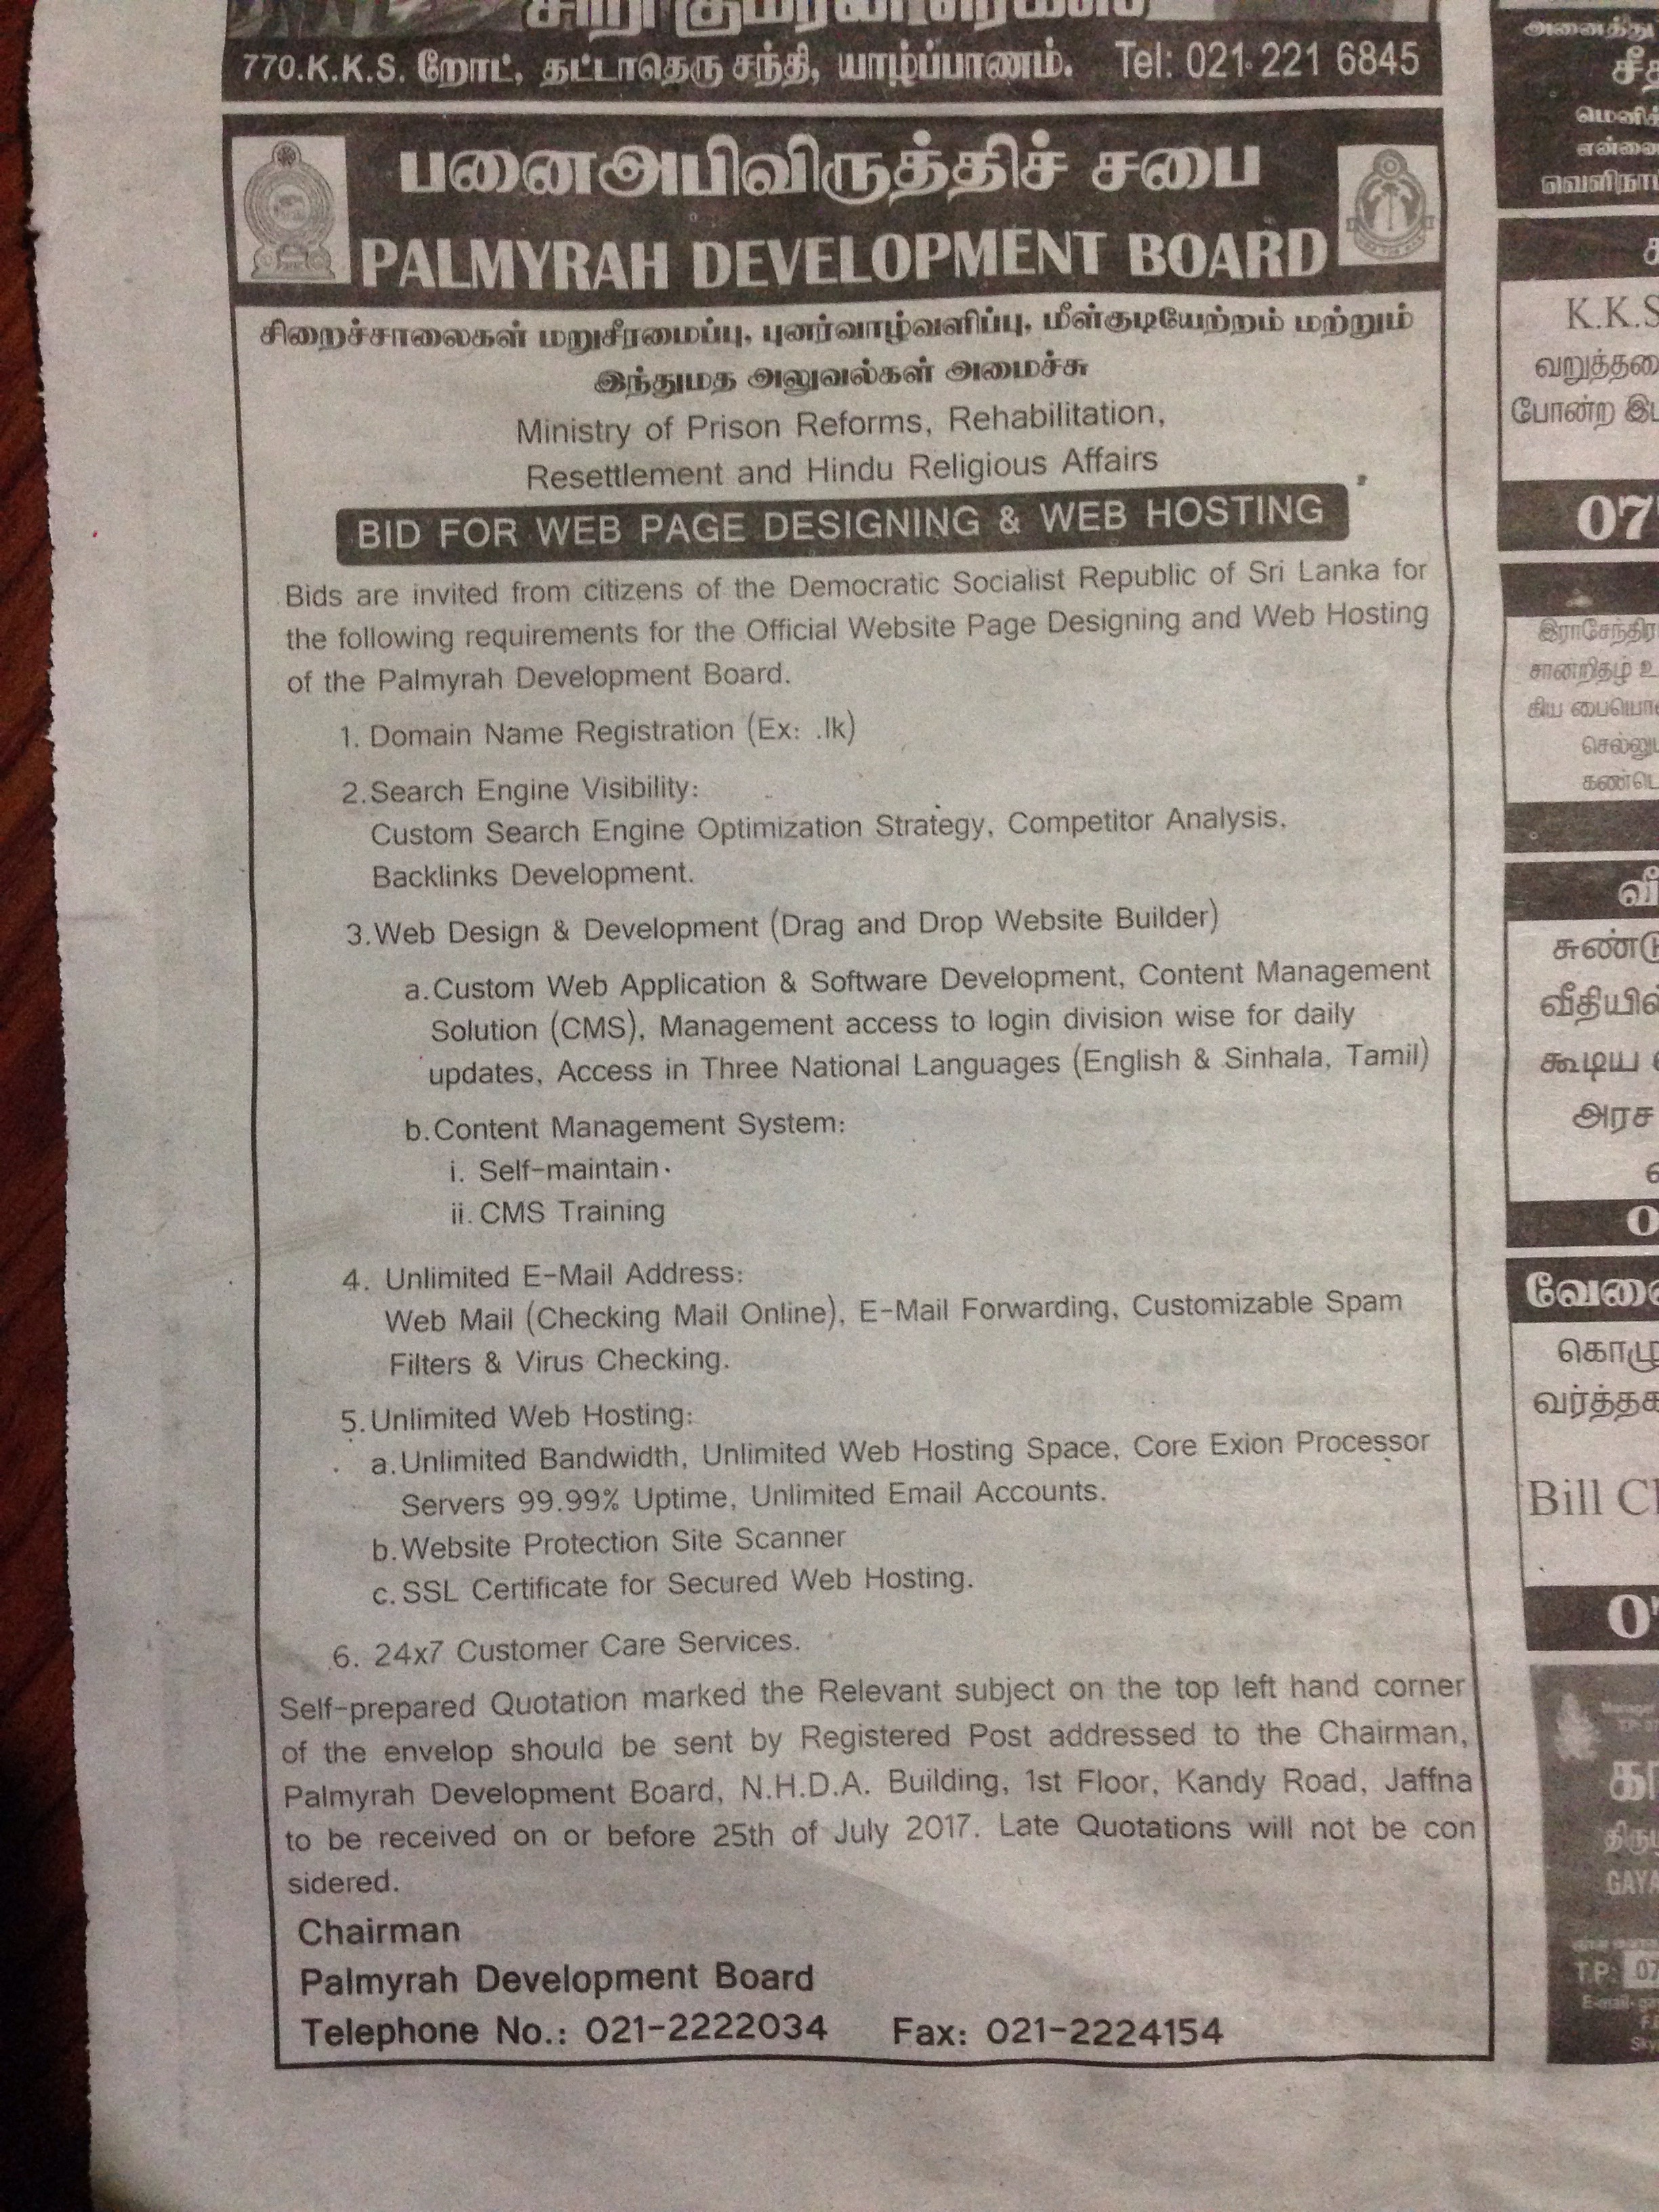 770.K.K.S. றோட், தட்டாதெரு சந்தி, யாழ்ப்பாணம். Tel: 021 221 6845
பனைஅபிவிருத்திச் சபை
PALMYRAH DEVELOPMENT BOARD
சிறைச்சாலைகள் மறுசீரமைப்பு, புனர்வாழ்வளிப்பு, மீள்குடியேற்றம் மற்றும்
இந்துமத அலுவல்கள் அமைச்சு
Ministry of Prison Reforms, Rehabilitation,
Resettlement and Hindu Religious Affairs
BID FOR WEB PAGE DESIGNING & WEB HOSTING
Bids are invited from citizens of the Democratic Socialist Republic of Sri Lanka for
the following requirements for the Official Website Page Designing and Web Hosting
of the Palmyrah Development Board.
1. Domain Name Registration (Ex: .lk)
2.Search Engine Visibility:
Custom Search Engine Optimization Strategy, Competitor Analysis,
Backlinks Development.
3.Web Design & Development (Drag and Drop Website Builder)
a.Custom Web Application & Software Development, Content Management
Solution (CMS), Management access to login division wise for daily
updates, Access in Three National Languages (English & Sinhala, Tamil)
b.Content Management System:
i. Self-maintain
ii. CMS Training
4. Unlimited E-Mail Address:
Web Mail (Checking Mail Online), E-Mail Forwarding, Customizable Spam
Filters & Virus Checking.
5.Unlimited Web Hosting:
a.Unlimited Bandwidth, Unlimited Web Hosting Space, Core Exion Processor
Servers 99.99% Uptime, Unlimited Email Accounts.
b.Website Protection Site Scanner
c. SSL Certificate for Secured Web Hosting.
6. 24x7 Customer Care Services.
Self-prepared Quotation marked the Relevant subject on the top left hand corner
of the envelop should be sent by Registered Post addressed to the Chairman,
Palmyrah Development Board, N.H.D.A. Building, 1st Floor, Kandy Road, Jaffna
to be received on or before 25th of July 2017. Late Quotations will not be con
sidered.
Chairman
Palmyrah Development Board
Telephone No.: 021-2222034 Fax: 021-2224154
அனைத்து
K.K.S
போன்ற
07
வீதியில்
கூடிய
அரச
0
Bill
T.P: 07